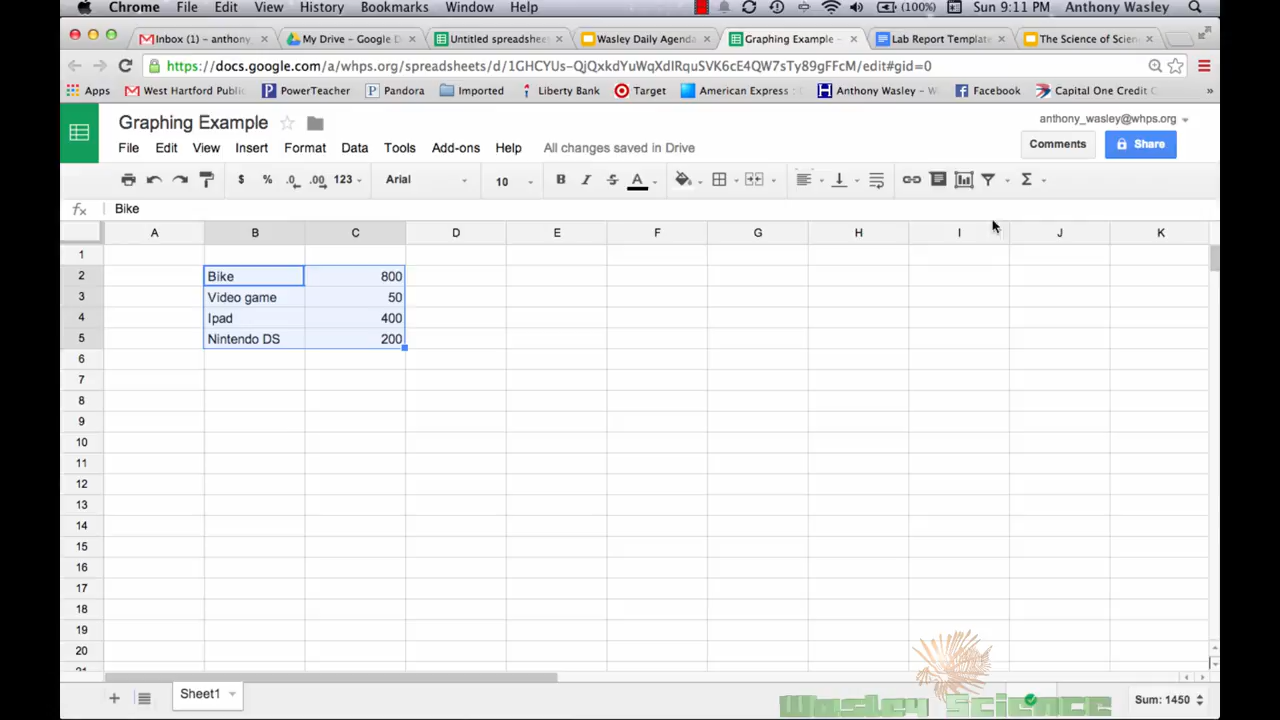 Chrome File Edit View History Bookmarks Window Help (100%) Sun 9:11 PM Anthony Wasley
Inbox (1) – anthony. My Drive – Google D Untitled spreadshee Wasley Daily Agenda Graphing Example – Lab Report Template The Science of Scien
https://docs.google.com/a/whps.org/spreadsheets/d/1GHCYUs-QjQxkdYuWqXdIRquSVK6cE4QW7sTy89gFFcM/edit#gid=0
Apps West Hartford Public PowerTeacher Pandora Imported Liberty Bank Target American Express : Anthony Wasley – W Facebook Capital One Credit C »
Graphing Example anthony_wasley@whps.org
File Edit View Insert Format Data Tools Add-ons Help All changes saved in Drive Comments Share
$ % .0 .00 123 Arial 10 B I S A Σ
fx Bike
A B C D E F G H I J K
1
2 Bike 800
3 Video game 50
4 Ipad 400
5 Nintendo DS 200
6
7
8
9
10
11
12
13
14
15
16
17
18
19
20
21
+ Sheet1 Wasley Science Sum: 1450